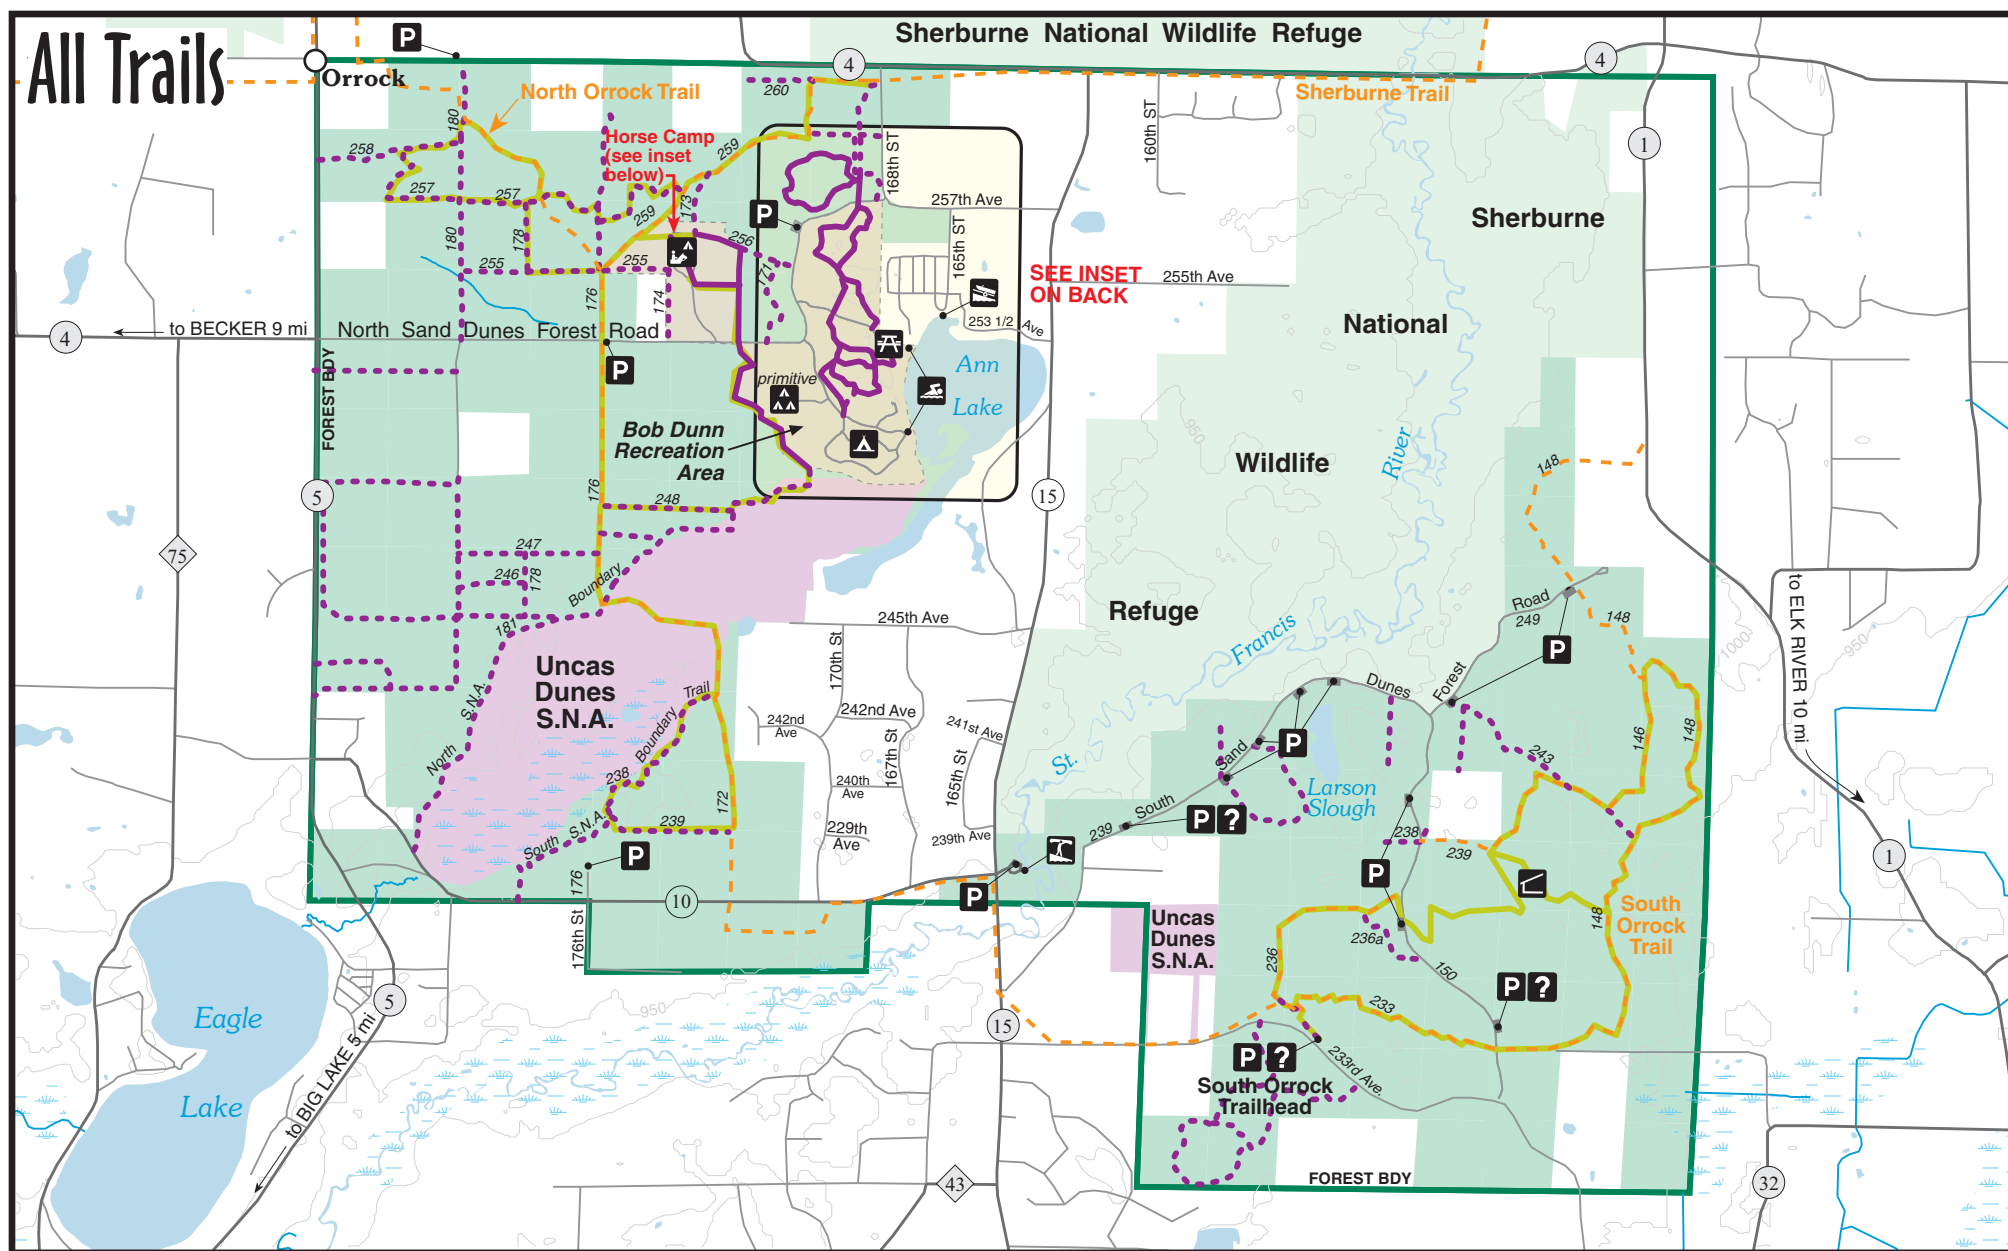 All Trails
P
Orrock
Sherburne National Wildlife Refuge
4
4
North Orrock Trail
Sherburne Trail
260
180
258
257
257
Horse Camp
(see inset
below)
259
259
173
168th ST
160th ST
1
P
257th Ave
165th ST
180
178
255
255
256
171
174
176
SEE INSET
ON BACK
255th Ave
253 1/2 Ave
Sherburne
National
Wildlife
Refuge
4
to BECKER 9 mi
North Sand Dunes Forest Road
P
FOREST BDY
primitive
Ann
Lake
Bob Dunn
Recreation
Area
River
950
148
5
15
176
248
75
247
246
178
Boundary
181
245th Ave
170th St
Francis
Road
249
148
P
to ELK RIVER 10 mi
1000
950
Uncas
Dunes
S.N.A.
S.N.A.
North
Trail
Boundary
238
172
239
South S.N.A.
242nd
Ave
242nd Ave
167th St
241st Ave
165th St
240th
Ave
229th
Ave
239th Ave
St.
Dunes
Forest
Sand
P
South
239
P ?
Larson
Slough
146
148
243
238
239
P
1
P
176
P
10
176th St
Uncas
Dunes
S.N.A.
236
236a
150
148
South
Orrock
Trail
P ?
233
Eagle
Lake
5
to BIG LAKE 5 mi
950
15
P ?
233rd Ave.
South Orrock
Trailhead
FOREST BDY
43
32